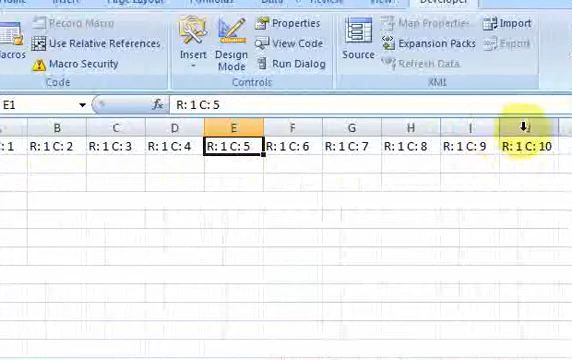 Developer
Record Macro
Use Relative References
Macro Security
Code
Insert
Design
Mode
Properties
View Code
Run Dialog
Controls
Source
Map Properties
Expansion Packs
Refresh Data
XML
Import
Export
E1 fx R: 1 C: 5
B C D E F G H I
R: 1 C: 2 R: 1 C: 3 R: 1 C: 4 R: 1 C: 5 R: 1 C: 6 R: 1 C: 7 R: 1 C: 8 R: 1 C: 9 R: 1 C: 10